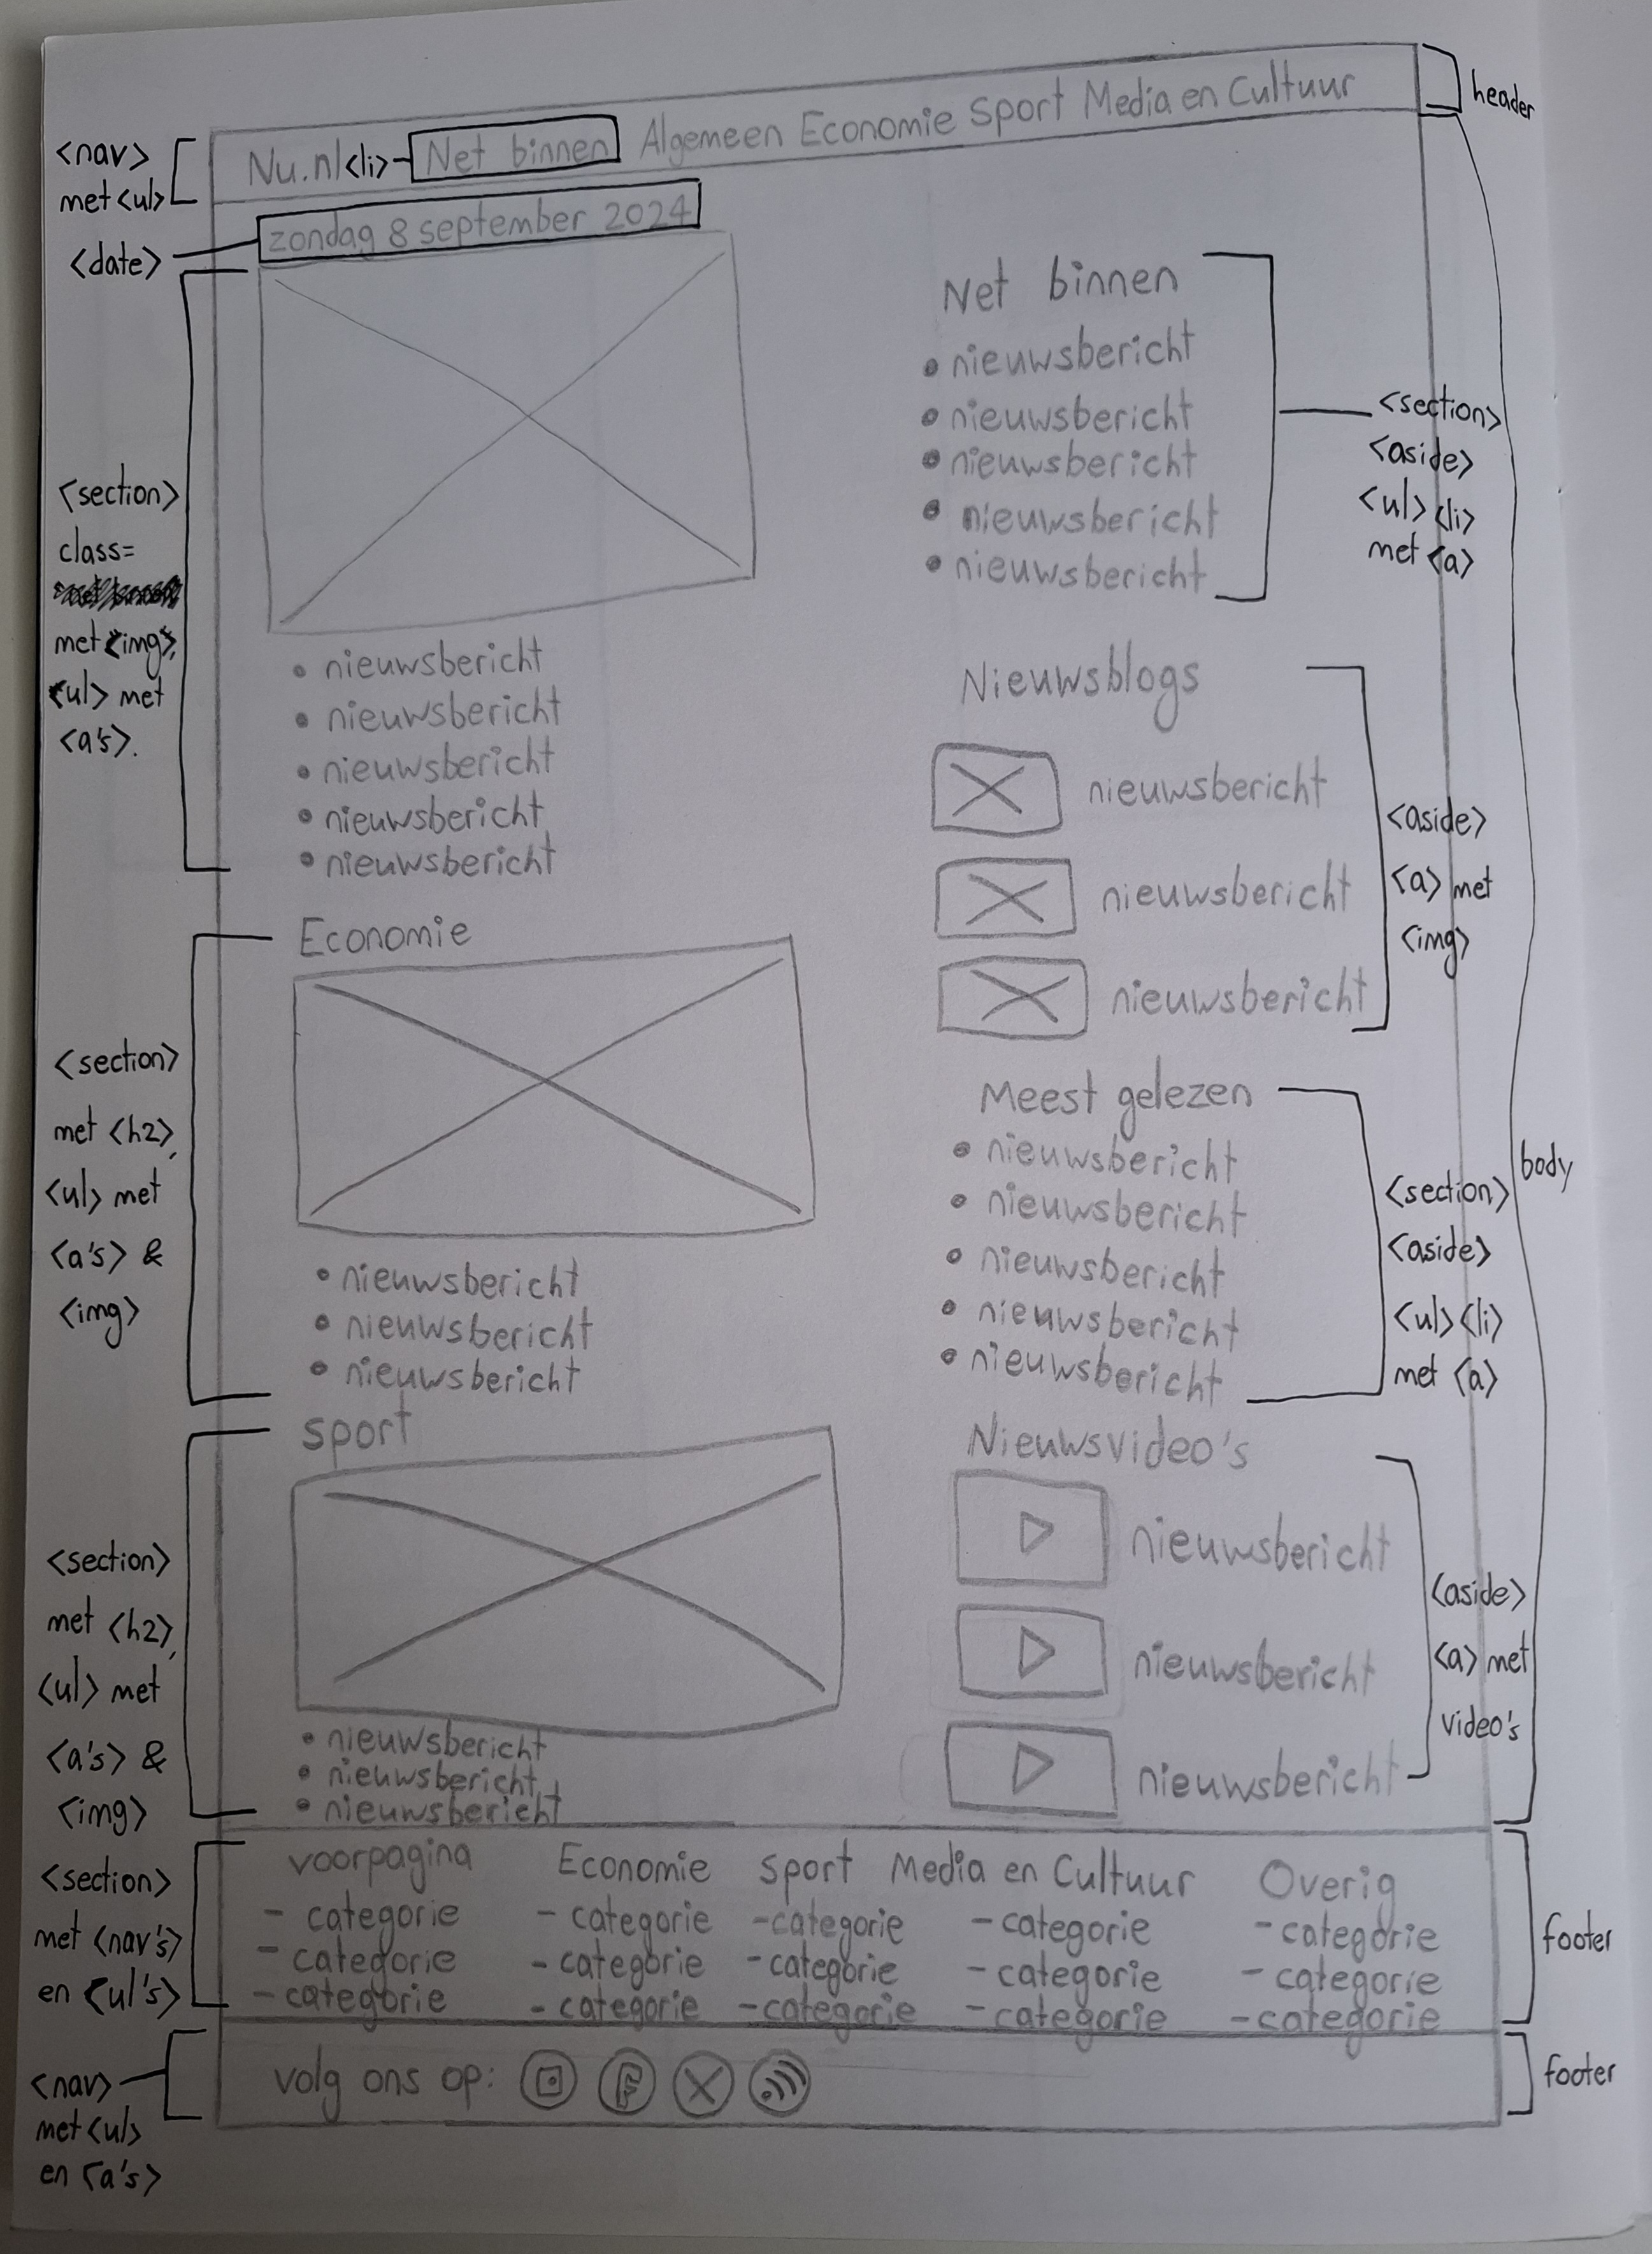 header
<nav>
met <ul>
Nu.nl <li> Net binnen Algemeen Economie Sport Media en Cultuur
<date>
zondag 8 september 2024
<section>
class=
met <img>,
<ul> met
<a's>.
• nieuwsbericht
• nieuwsbericht
• nieuwsbericht
• nieuwsbericht
• nieuwsbericht
Net binnen
• nieuwsbericht
• nieuwsbericht
• nieuwsbericht
• nieuwsbericht
• nieuwsbericht
<section>
<aside>
<ul> <li>
met <a>
Nieuwsblogs
nieuwsbericht
nieuwsbericht
nieuwsbericht
<aside>
<a> met
<img>
Economie
<section>
met <h2>,
<ul> met
<a's> &
<img>
• nieuwsbericht
• nieuwsbericht
• nieuwsbericht
Meest gelezen
• nieuwsbericht
• nieuwsbericht
• nieuwsbericht
• nieuwsbericht
• nieuwsbericht
<section>
<aside>
<ul> <li>
met <a>
body
Sport
<section>
met <h2>,
<ul> met
<a's> &
<img>
• nieuwsbericht
• nieuwsbericht
• nieuwsbericht
Nieuwsvideo's
nieuwsbericht
nieuwsbericht
nieuwsbericht
<aside>
<a> met
video's
<section>
met <nav's>
en <ul's>
voorpagina Economie Sport Media en Cultuur Overig
- categorie - categorie - categorie - categorie - categorie
- categorie - categorie - categorie - categorie - categorie
- categorie - categorie - categorie - categorie - categorie
footer
<nav>
met <ul>
en <a's>
volg ons op:
footer